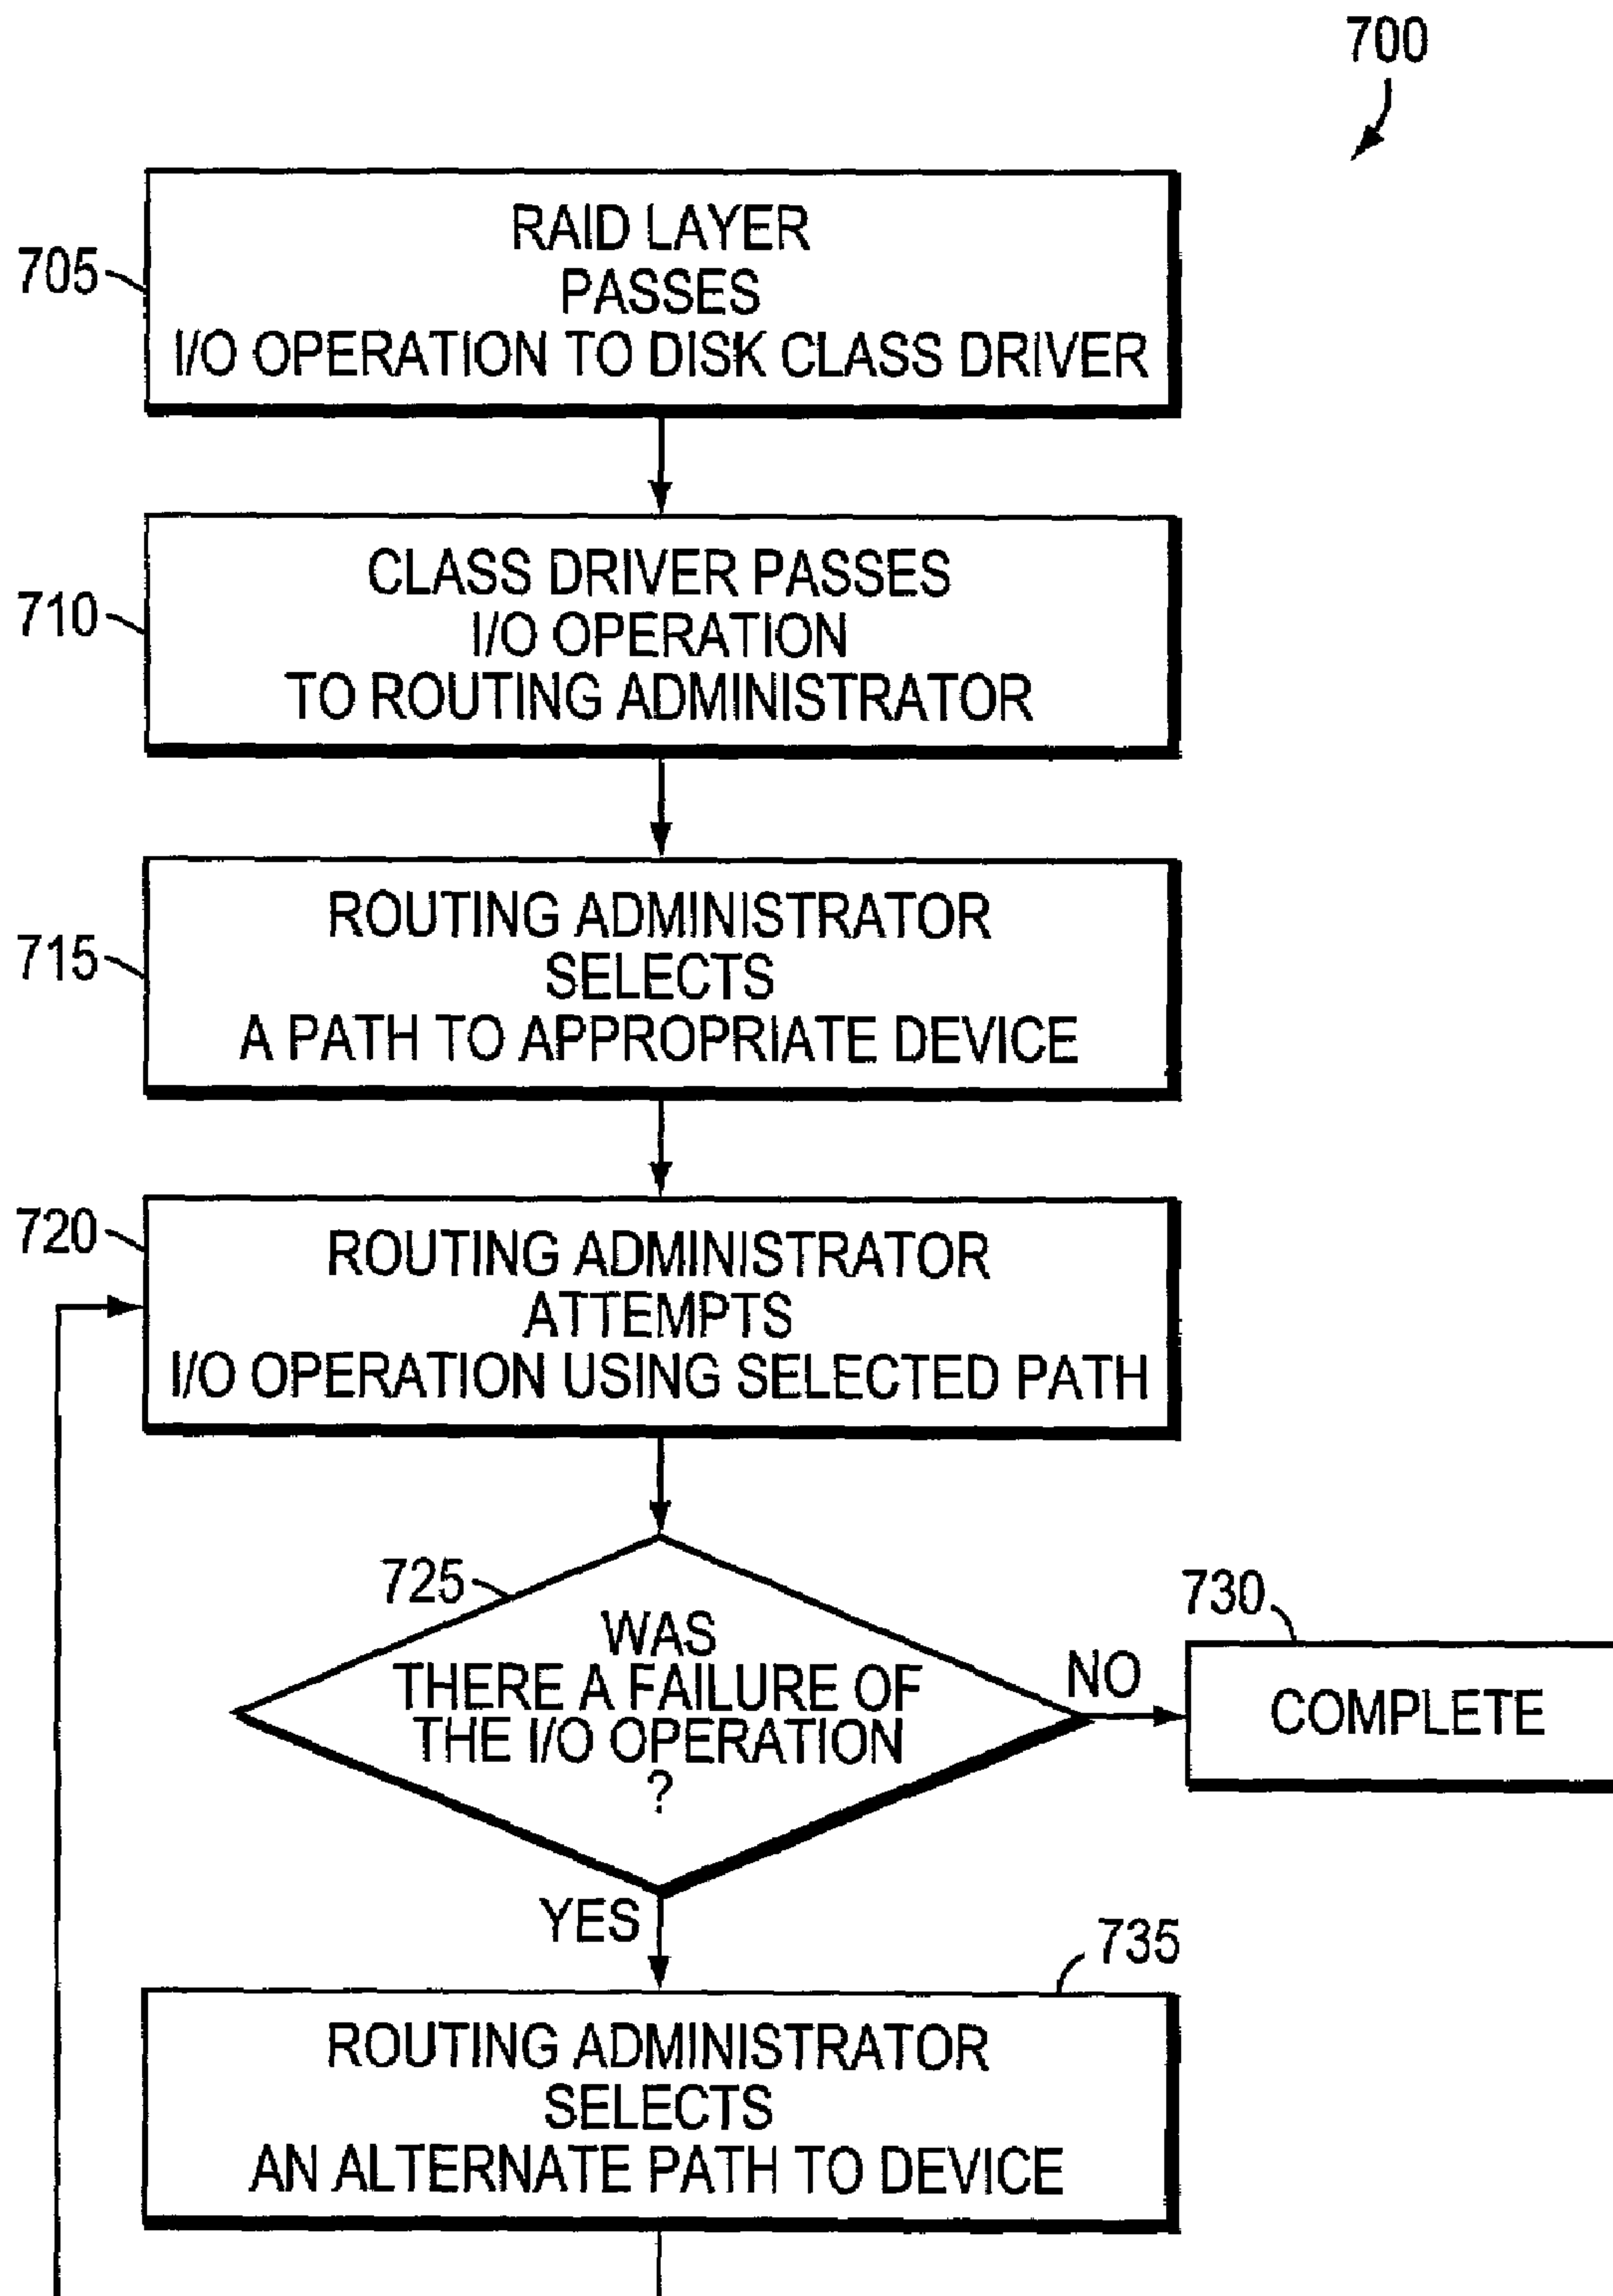 700
705
RAID LAYER
PASSES
I/O OPERATION TO DISK CLASS DRIVER
710
CLASS DRIVER PASSES
I/O OPERATION
TO ROUTING ADMINISTRATOR
715
ROUTING ADMINISTRATOR
SELECTS
A PATH TO APPROPRIATE DEVICE
720
ROUTING ADMINISTRATOR
ATTEMPTS
I/O OPERATION USING SELECTED PATH
725
WAS
THERE A FAILURE OF
THE I/O OPERATION
?
NO
730
COMPLETE
YES
735
ROUTING ADMINISTRATOR
SELECTS
AN ALTERNATE PATH TO DEVICE